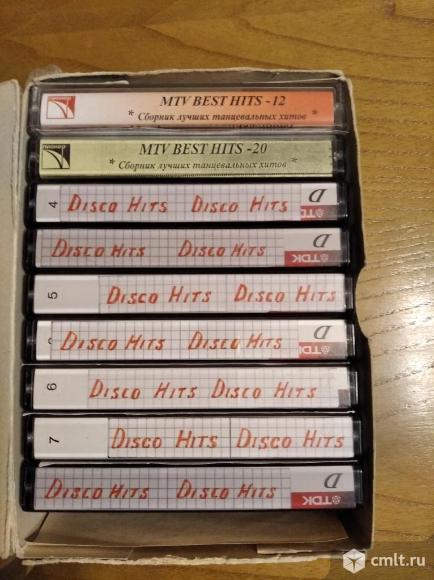 MTV BEST HITS - 12
* Сборник лучших танцевальных хитов *
MTV BEST HITS -20
* Сборник лучших танцевальных хитов *
4 DISCO HITS DISCO HITS TDK D
DISCO HITS DISCO HITS TDK D
5 DISCO HITS DISCO HITS
DISCO HITS DISCO HITS TDK D
6 DISCO HITS DISCO HITS
7 DISCO HITS DISCO HITS
DISCO HITS DISCO HITS TDK D
cmlt.ru